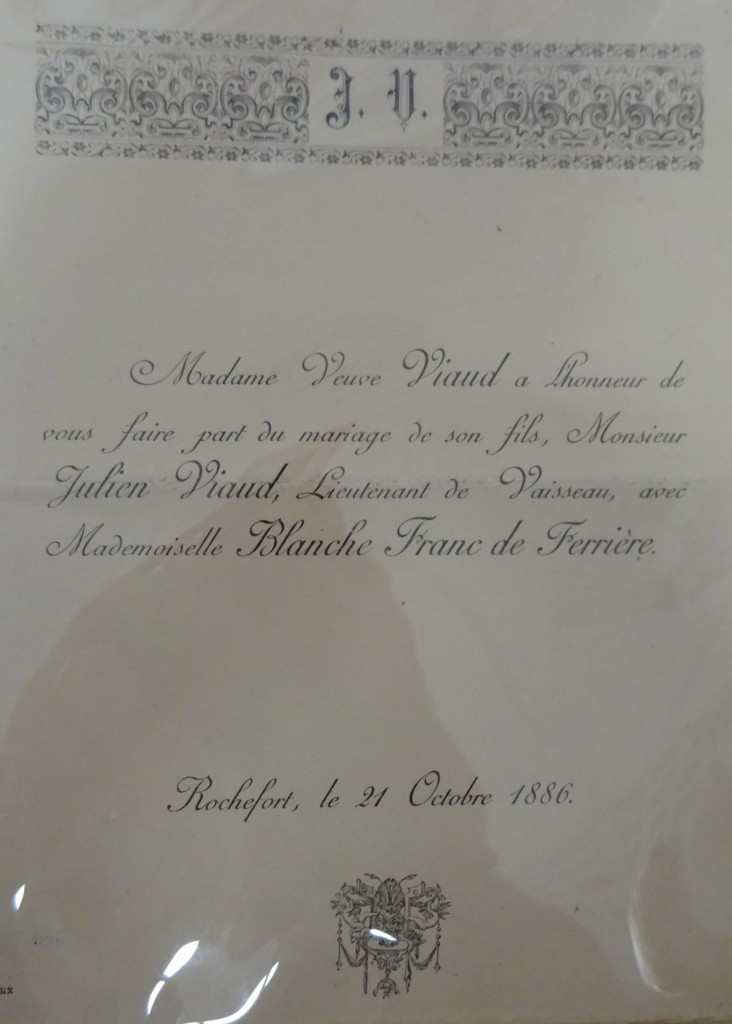 J. V.
Madame Veuve Viaud a l'honneur de
vous faire part du mariage de son fils, Monsieur
Julien Viaud, Lieutenant de Vaisseau, avec
Mademoiselle Blanche Franc de Ferrière.
Rochefort, le 21 Octobre 1886.